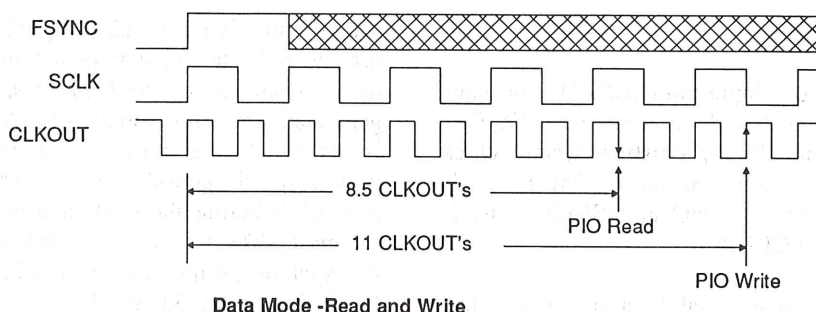 FSYNC
SCLK
CLKOUT
8.5 CLKOUT's
PIO Read
11 CLKOUT's
PIO Write
Data Mode -Read and Write